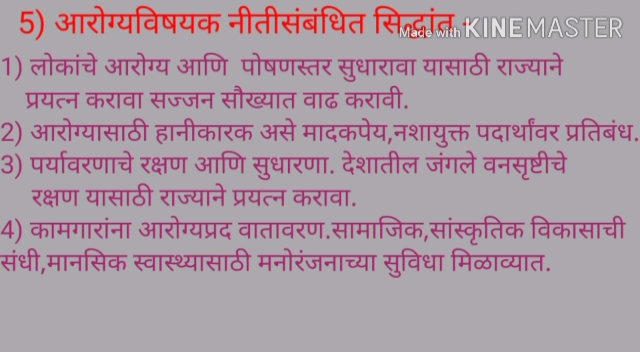 5) आरोग्यविषयक नीतीसंबंधित सिद्धांत -
Made with KINEMASTER
1) लोकांचे आरोग्य आणि पोषणस्तर सुधारावा यासाठी राज्याने
प्रयत्न करावा सज्जन सौख्यात वाढ करावी.
2) आरोग्यासाठी हानीकारक असे मादकपेय,नशायुक्त पदार्थांवर प्रतिबंध.
3) पर्यावरणाचे रक्षण आणि सुधारणा. देशातील जंगले वनसृष्टीचे
रक्षण यासाठी राज्याने प्रयत्न करावा.
4) कामगारांना आरोग्यप्रद वातावरण.सामाजिक,सांस्कृतिक विकासाची
संधी,मानसिक स्वास्थ्यासाठी मनोरंजनाच्या सुविधा मिळाव्यात.